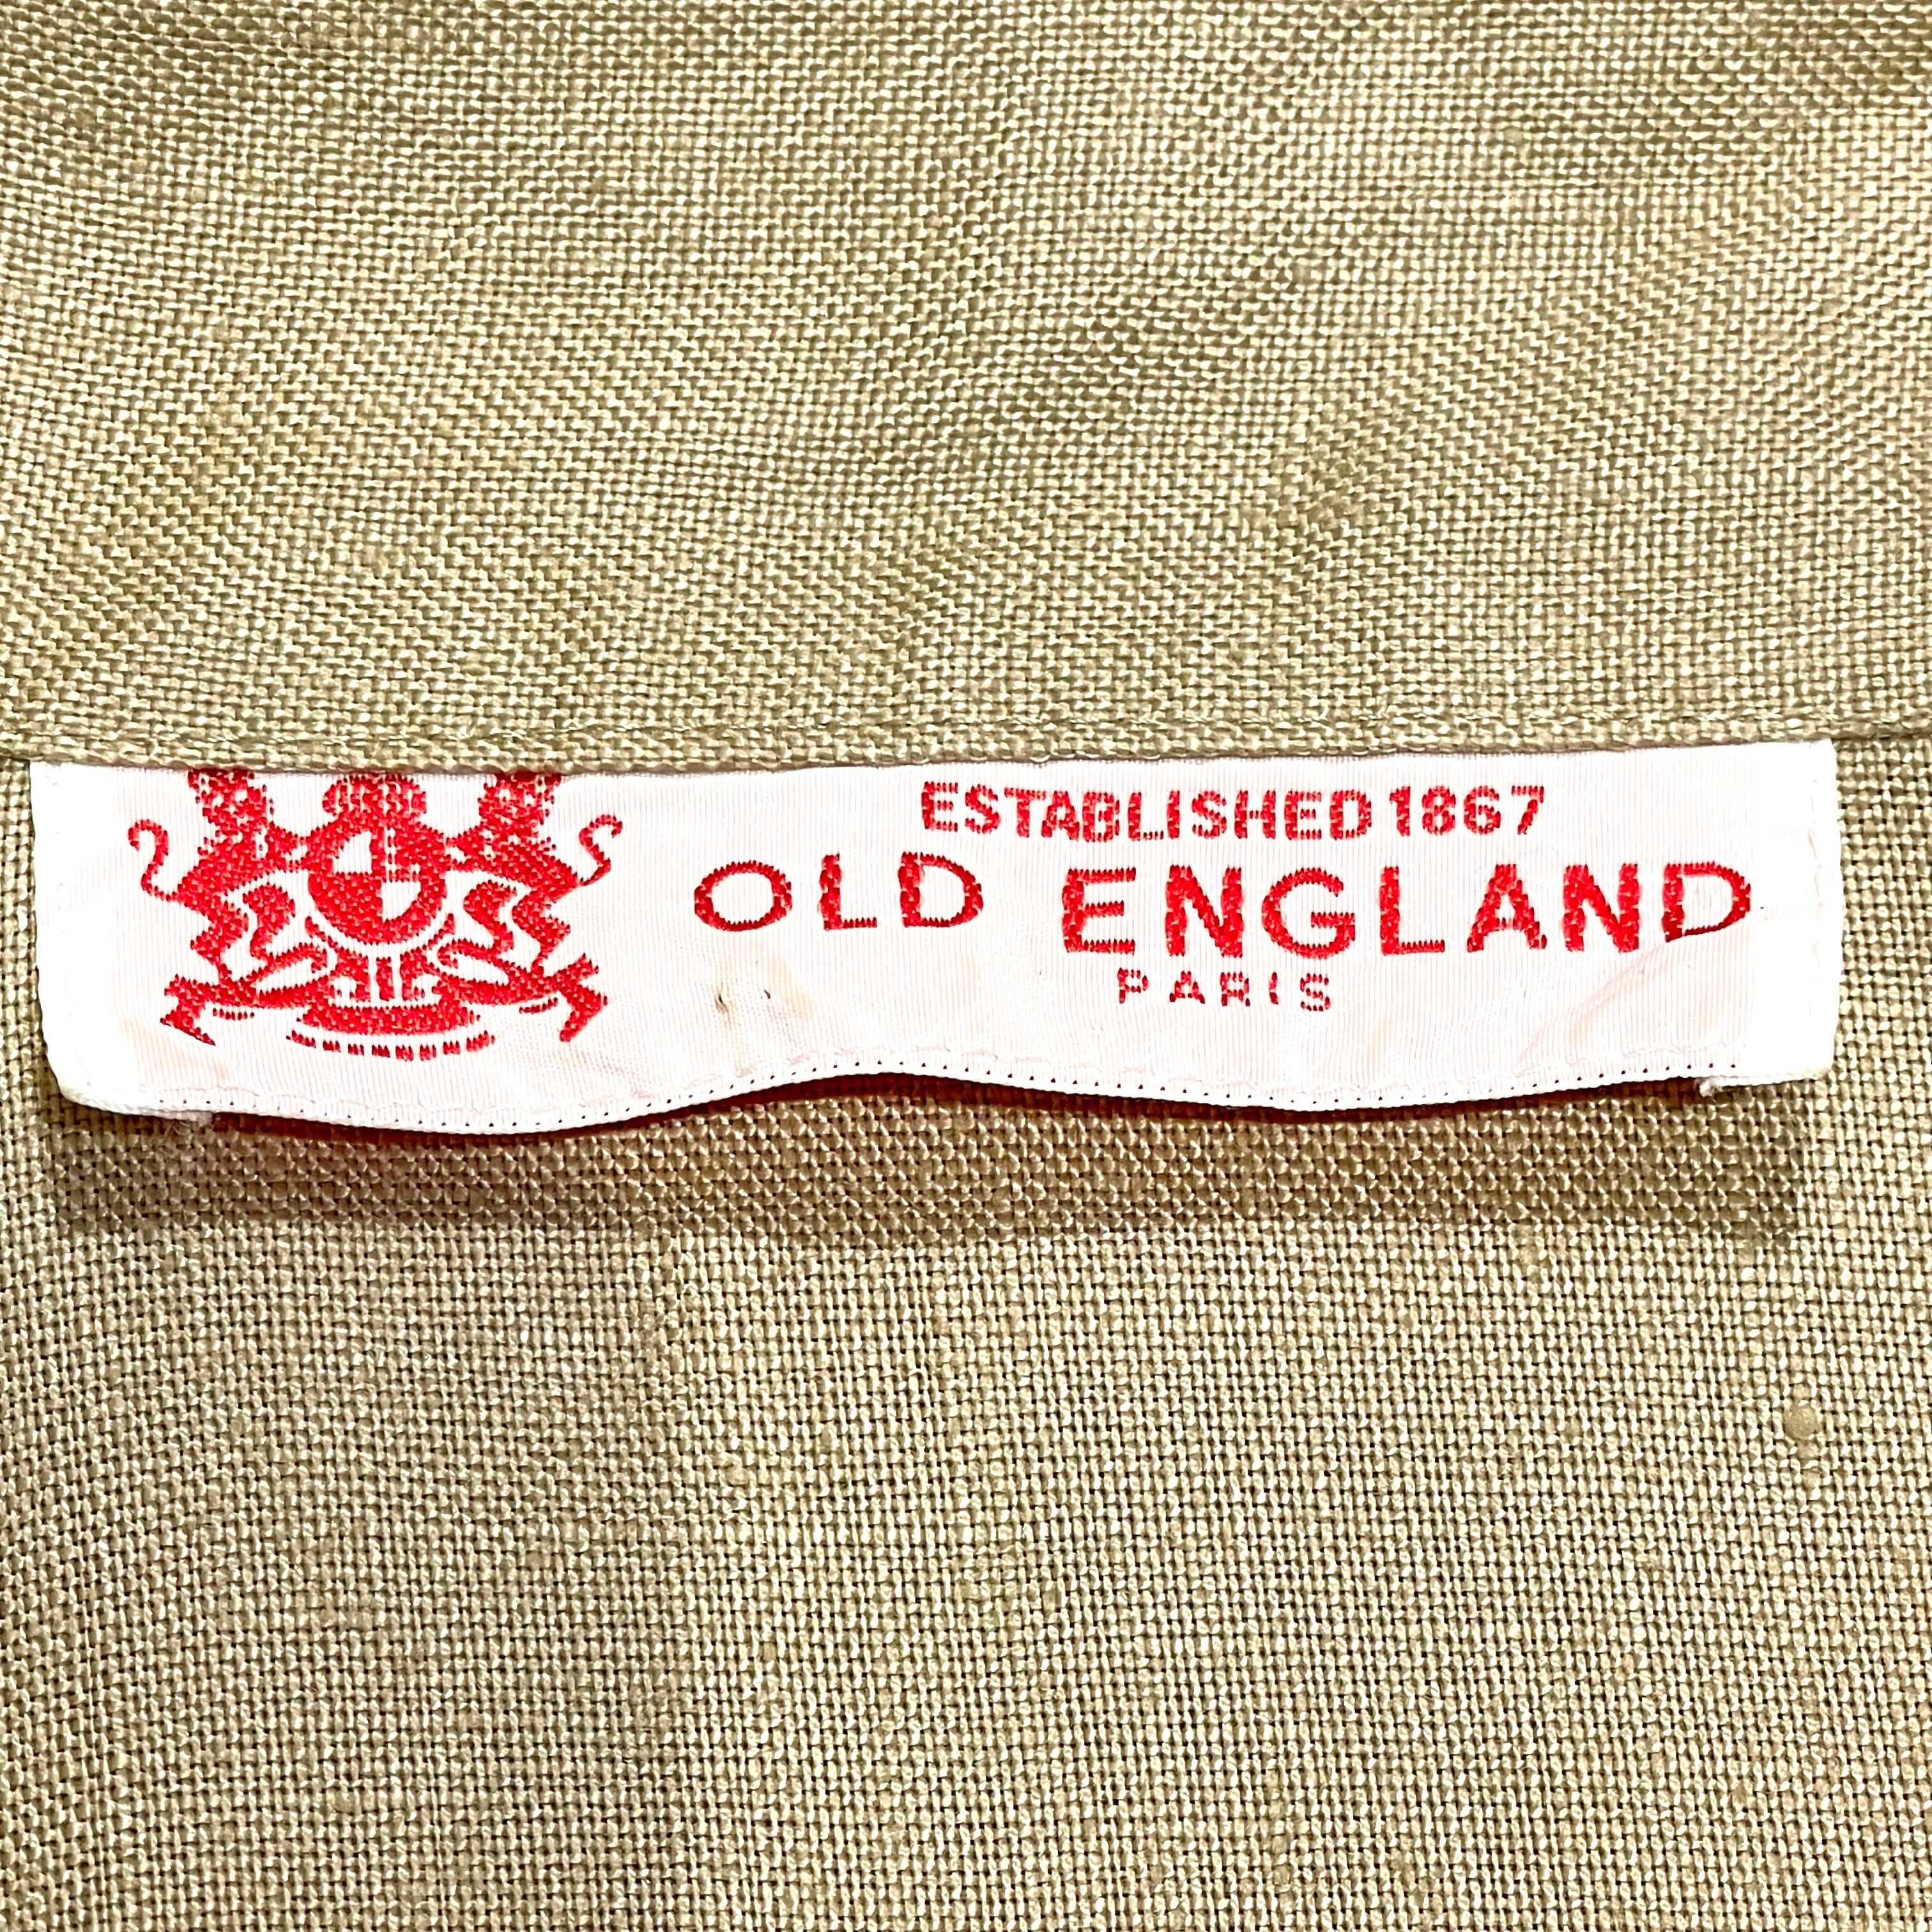 ESTABLISHED 1867
OLD ENGLAND
PARIS